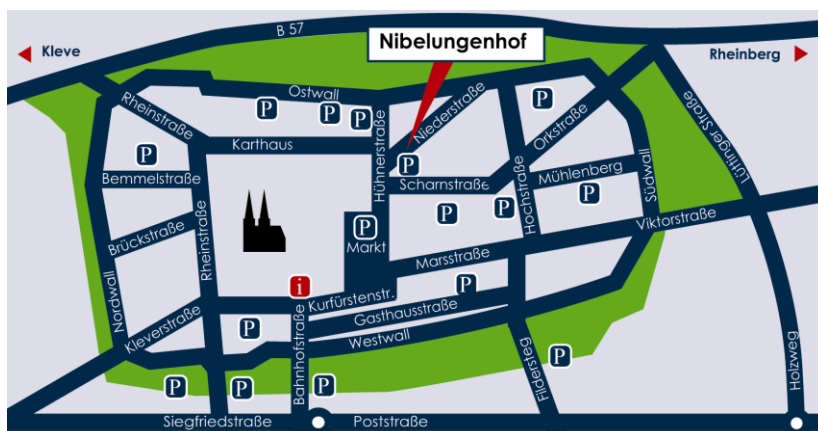 B 57
Kleve
Nibelungenhof
Rheinberg
Ostwall
P
P
P
P
Rheinstraße
Niederstraße
Orkstraße
Lüttinger Straße
Karthaus
Hühnerstraße
P
P
Bemmelstraße
Scharnstraße
Mühlenberg
Südwall
P
P
P
Hochstraße
Rheinstraße
P
Markt
Viktorstraße
Brückstraße
Marsstraße
Nordwall
i
Kurfürstenstr.
P
Gasthausstraße
Kleverstraße
P
Westwall
Bahnhofstraße
Fildersteg
P
Holzweg
P
P
P
Siegfriedstraße
Poststraße